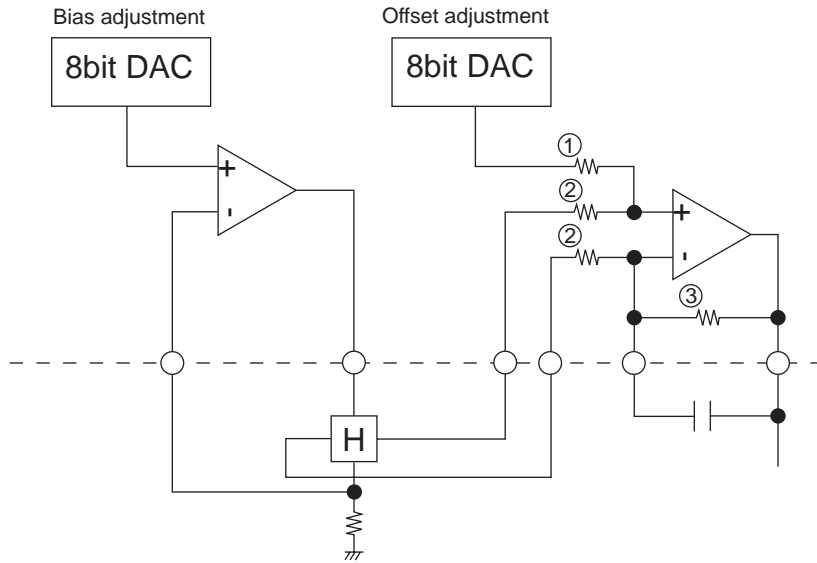 Bias adjustment
Offset adjustment
8bit DAC
8bit DAC
①
+
②
+
-
②
-
③
H